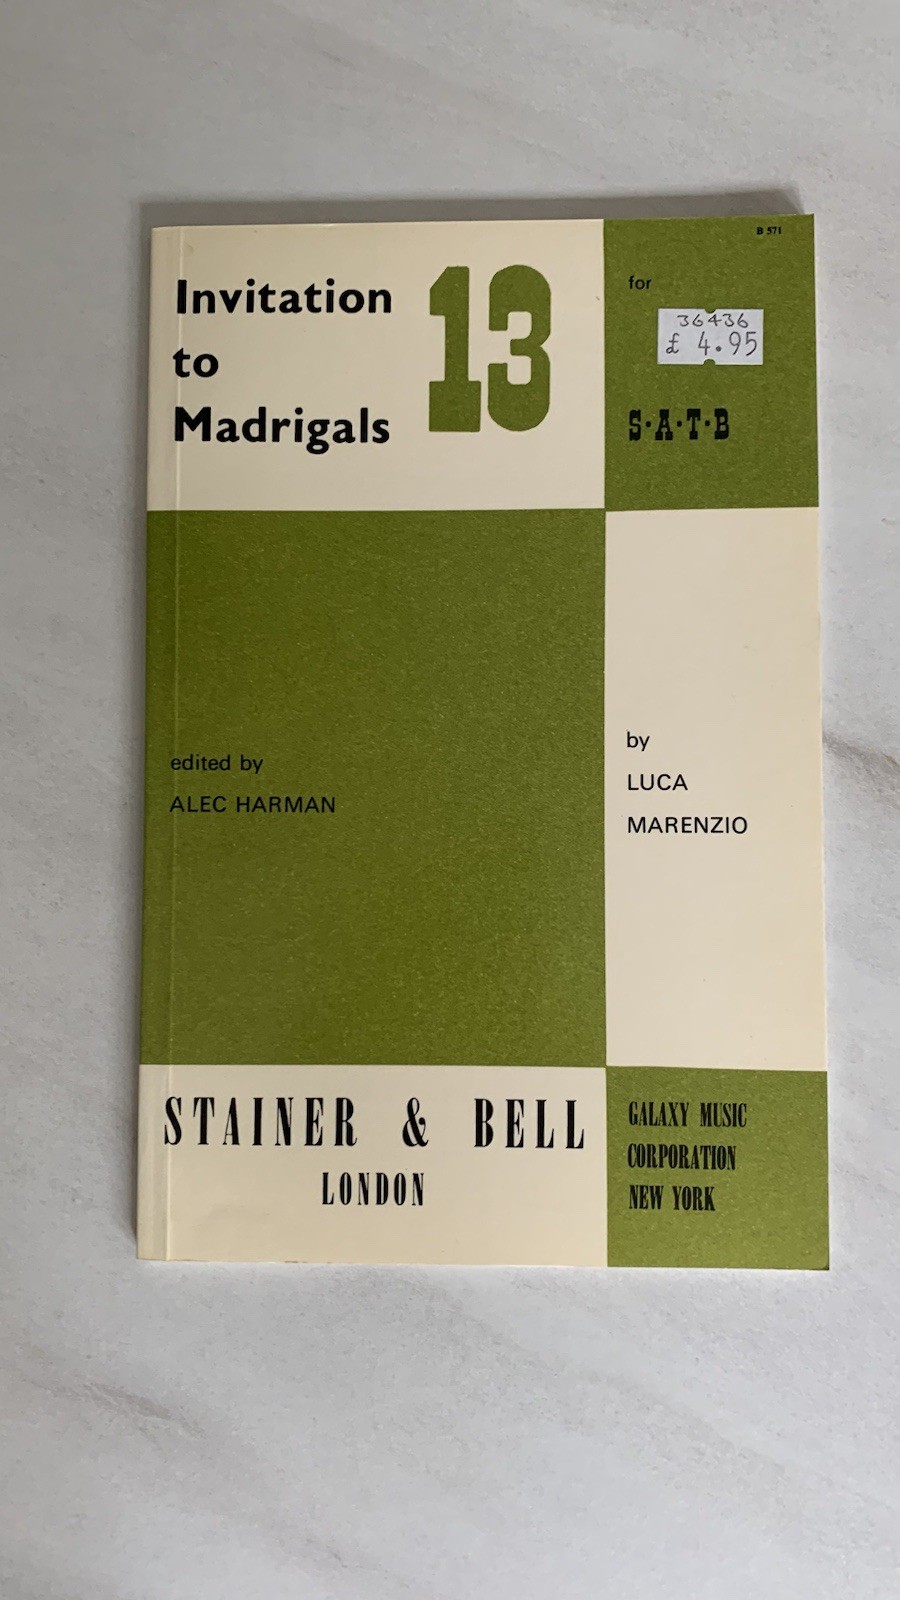 B 571
Invitation
to
Madrigals
13
for
36436
£ 4.95
S·A·T·B
edited by
ALEC HARMAN
by
LUCA
MARENZIO
STAINER & BELL
LONDON
GALAXY MUSIC
CORPORATION
NEW YORK